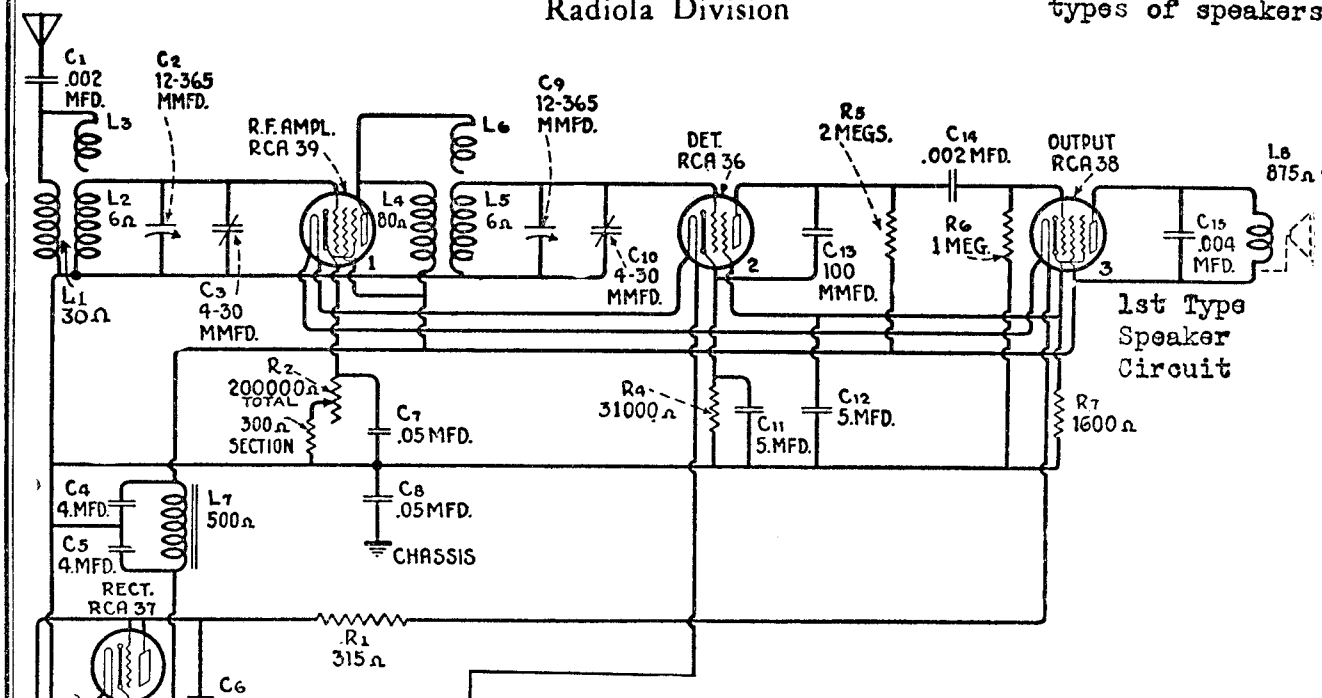 Radiola Division
types of speakers
C1
.002
MFD.
C2
12-365
MMFD.
L3
R.F. AMPL.
RCA 39
L6
C9
12-365
MMFD.
DET.
RCA 36
R5
2 MEGS.
C14
.002 MFD.
OUTPUT
RCA 38
L8
875Ω
L2
6Ω
L4
80Ω
L5
6Ω
R6
1 MEG.
C15
.004
MFD.
1
2
3
C10
4-30
MMFD.
C13
100
MMFD.
L1
30Ω
C3
4-30
MMFD.
1st Type
Speaker
Circuit
R2
200000Ω
TOTAL
300Ω
SECTION
C7
.05 MFD.
R4
31000Ω
C11
5. MFD.
C12
5. MFD.
R7
1600Ω
C4
4. MFD.
L7
500Ω
C8
.05 MFD.
C5
4. MFD.
CHASSIS
RECT.
RCA 37
R1
315Ω
C6